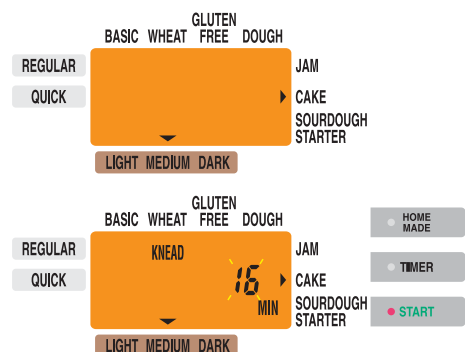 GLUTEN
BASIC WHEAT FREE DOUGH
REGULAR
JAM
QUICK
CAKE
SOURDOUGH
STARTER
LIGHT MEDIUM DARK
GLUTEN
BASIC WHEAT FREE DOUGH
HOME
MADE
REGULAR
KNEAD
JAM
TIMER
QUICK
16
CAKE
MIN
SOURDOUGH
STARTER
START
LIGHT MEDIUM DARK